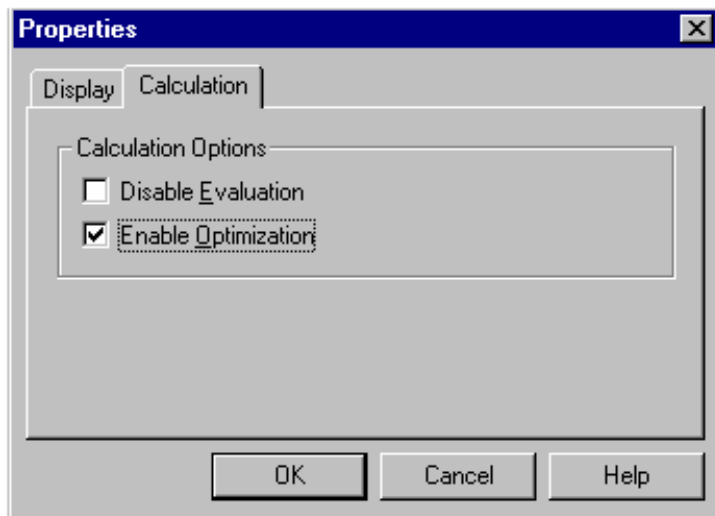 Properties
Display Calculation
Calculation Options
Disable Evaluation
Enable Optimization
OK Cancel Help